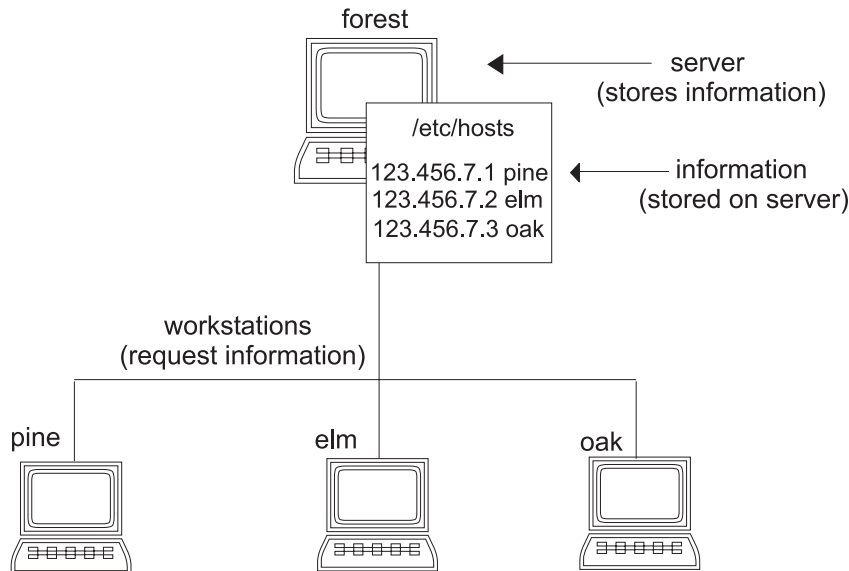 forest
server
(stores information)
/etc/hosts
123.456.7.1 pine
123.456.7.2 elm
123.456.7.3 oak
information
(stored on server)
workstations
(request information)
pine
elm
oak